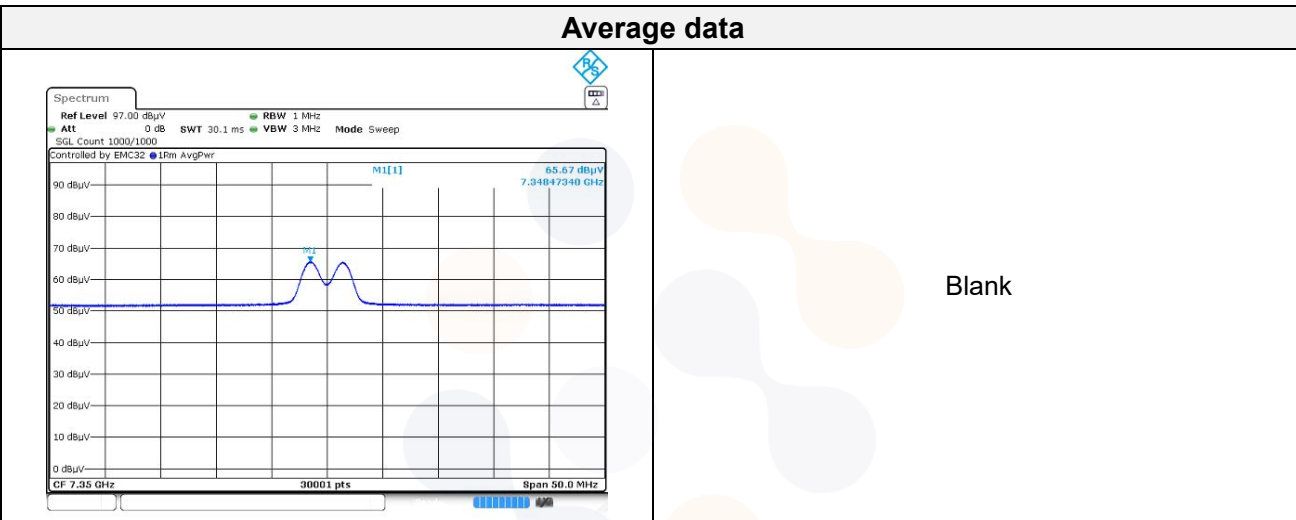 Average data
R&S
Spectrum
Ref Level 97.00 dBµV RBW 1 MHz
Att 0 dB SWT 30.1 ms VBW 3 MHz Mode Sweep
SGL Count 1000/1000
Controlled by EMC32 1Rm AvgPwr
M1[1] 65.67 dBµV
7.34847340 GHz
90 dBµV
80 dBµV
70 dBµV
M1
60 dBµV
50 dBµV
40 dBµV
30 dBµV
20 dBµV
10 dBµV
0 dBµV
CF 7.35 GHz 30001 pts Span 50.0 MHz
Blank